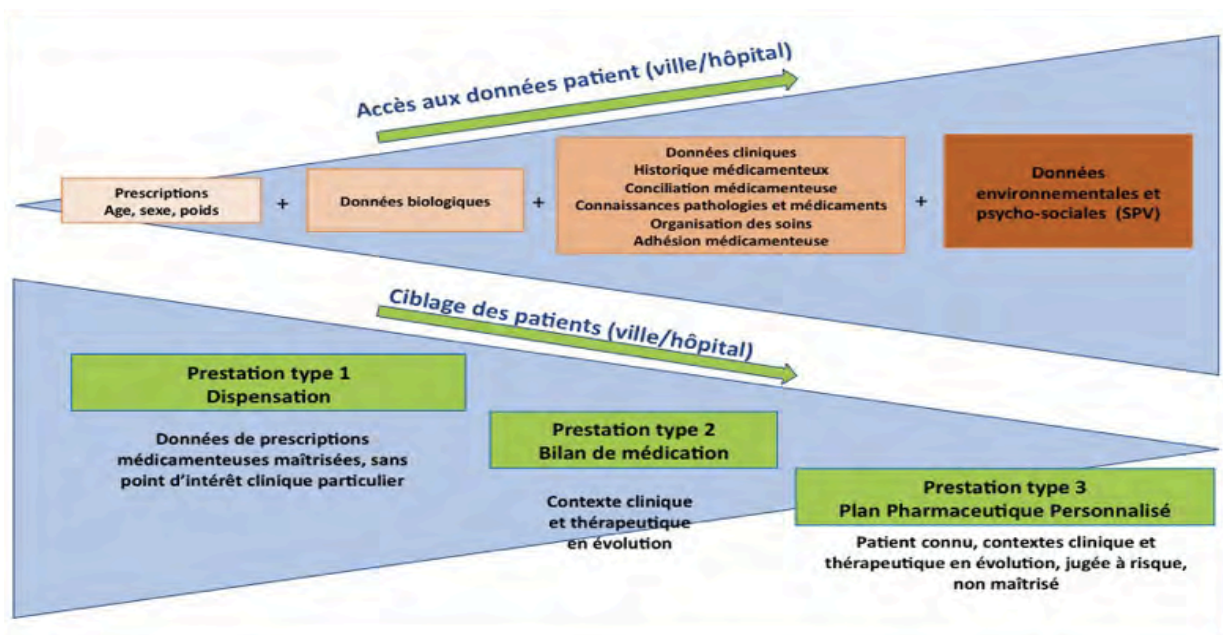 Accès aux données patient (ville/hôpital)
Prescriptions
Age, sexe, poids
+
Données biologiques
+
Données cliniques
Historique médicamenteux
Conciliation médicamenteuse
Connaissances pathologies et médicaments
Organisation des soins
Adhésion médicamenteuse
+
Données
environnementales et
psycho-sociales (SPV)
Ciblage des patients (ville/hôpital)
Prestation type 1
Dispensation
Données de prescriptions
médicamenteuses maîtrisées, sans
point d'intérêt clinique particulier
Prestation type 2
Bilan de médication
Contexte clinique
et thérapeutique
en évolution
Prestation type 3
Plan Pharmaceutique Personnalisé
Patient connu, contextes clinique et
thérapeutique en évolution, jugée à risque,
non maîtrisé